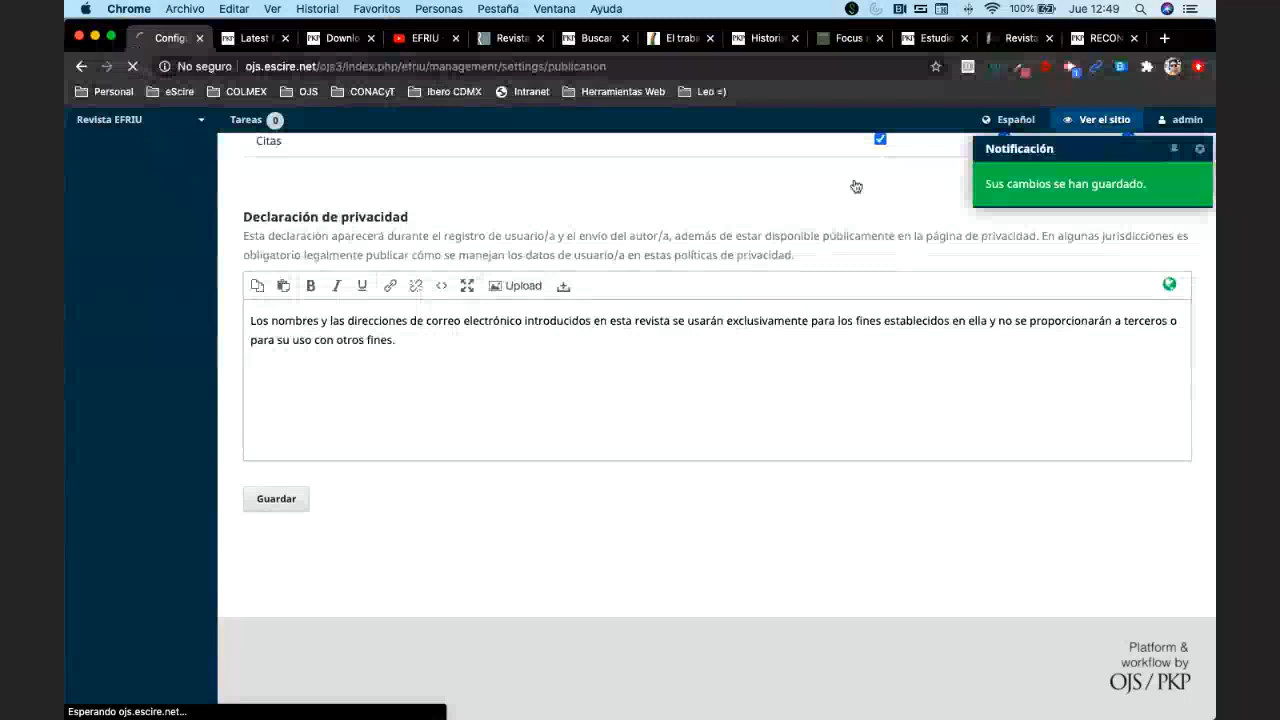 Chrome Archivo Editar Ver Historial Favoritos Personas Pestaña Ventana Ayuda 100% Jue 12:49
Config Latest Downlo EFRIU Revista Buscar El trab Histori Focus Estudio Revista RECON
No seguro ojs.escire.net/ojs3/index.php/efriu/management/settings/publication
Personal eScire COLMEX OJS CONACyT Ibero CDMX Intranet Herramientas Web Leo =)
Revista EFRIU Tareas 0 Español Ver el sitio admin
Citas
Notificación
Sus cambios se han guardado.
Declaración de privacidad
Esta declaración aparecerá durante el registro de usuario/a y el envío del autor/a, además de estar disponible públicamente en la página de privacidad. En algunas jurisdicciones es
obligatorio legalmente publicar cómo se manejan los datos de usuario/a en estas políticas de privacidad.
B I U Upload
Los nombres y las direcciones de correo electrónico introducidos en esta revista se usarán exclusivamente para los fines establecidos en ella y no se proporcionarán a terceros o
para su uso con otros fines.
Guardar
Platform &
workflow by
OJS / PKP
Esperando ojs.escire.net...